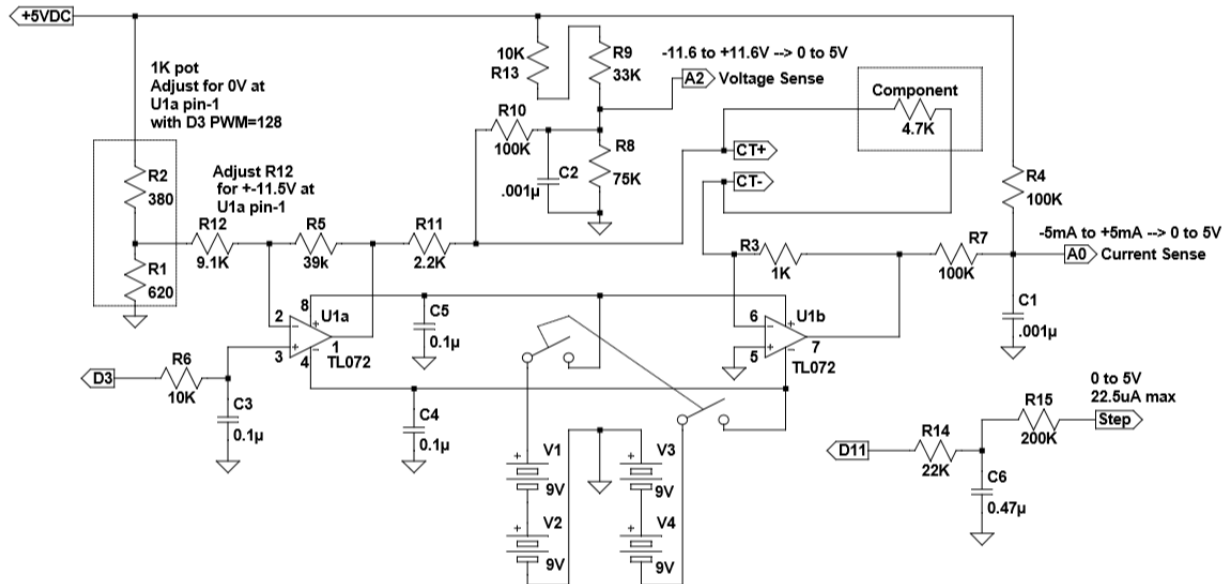 +5VDC
1K pot
Adjust for 0V at
U1a pin-1
with D3 PWM=128
R2
380
R1
620
Adjust R12
for +-11.5V at
U1a pin-1
R12
9.1K
R5
39k
R11
2.2K
10K
R13
R9
33K
-11.6 to +11.6V --> 0 to 5V
A2
Voltage Sense
R10
100K
C2
.001µ
R8
75K
Component
4.7K
CT+
CT-
R4
100K
R3
1K
R7
100K
-5mA to +5mA --> 0 to 5V
A0
Current Sense
C1
.001µ
8
U1a
2
+
−
3
+
−
1
4
TL072
C5
0.1µ
6
−
+
U1b
5
+
−
7
TL072
D3
R6
10K
C3
0.1µ
C4
0.1µ
+
V1
9V
+
V2
9V
+
V3
9V
+
V4
9V
0 to 5V
22.5uA max
R15
200K
Step
D11
R14
22K
C6
0.47µ